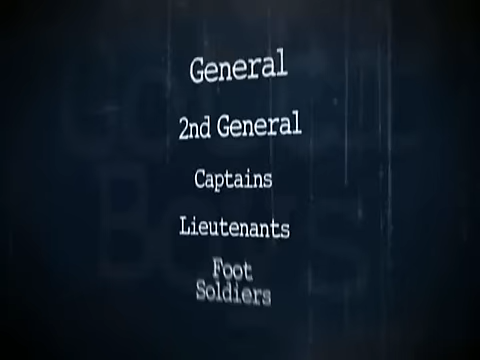 General
2nd General
Captains
Lieutenants
Foot
Soldiers